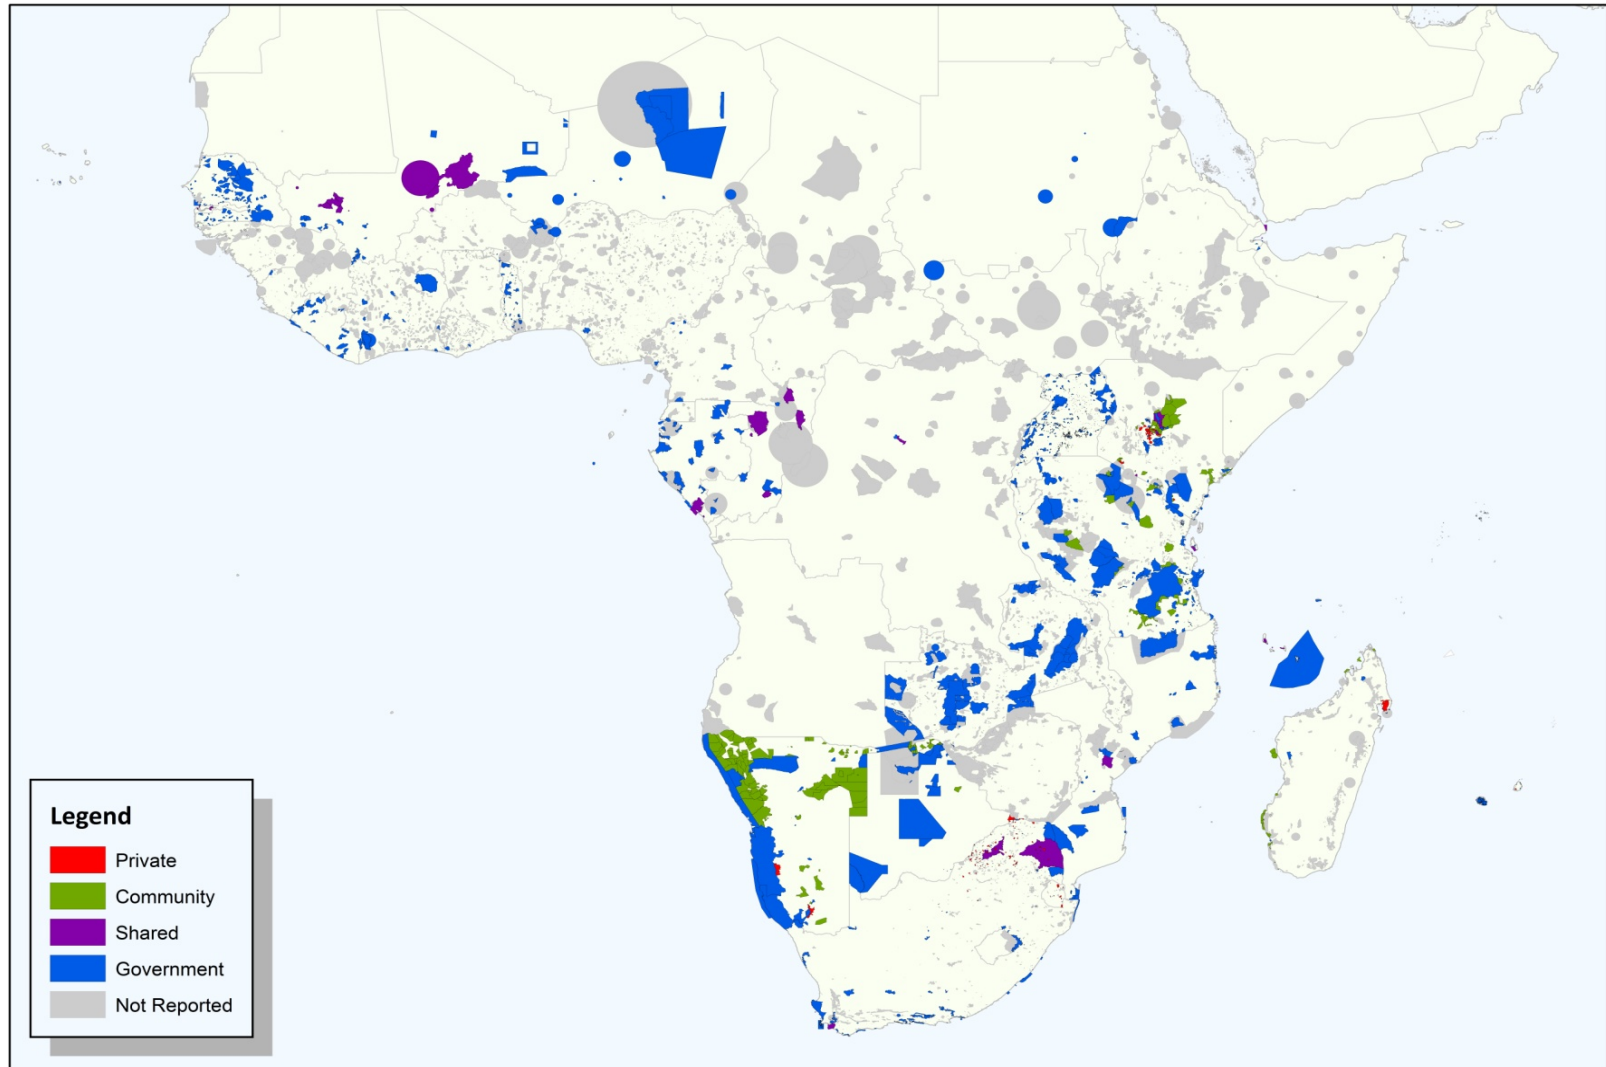 Legend
Private
Community
Shared
Government
Not Reported